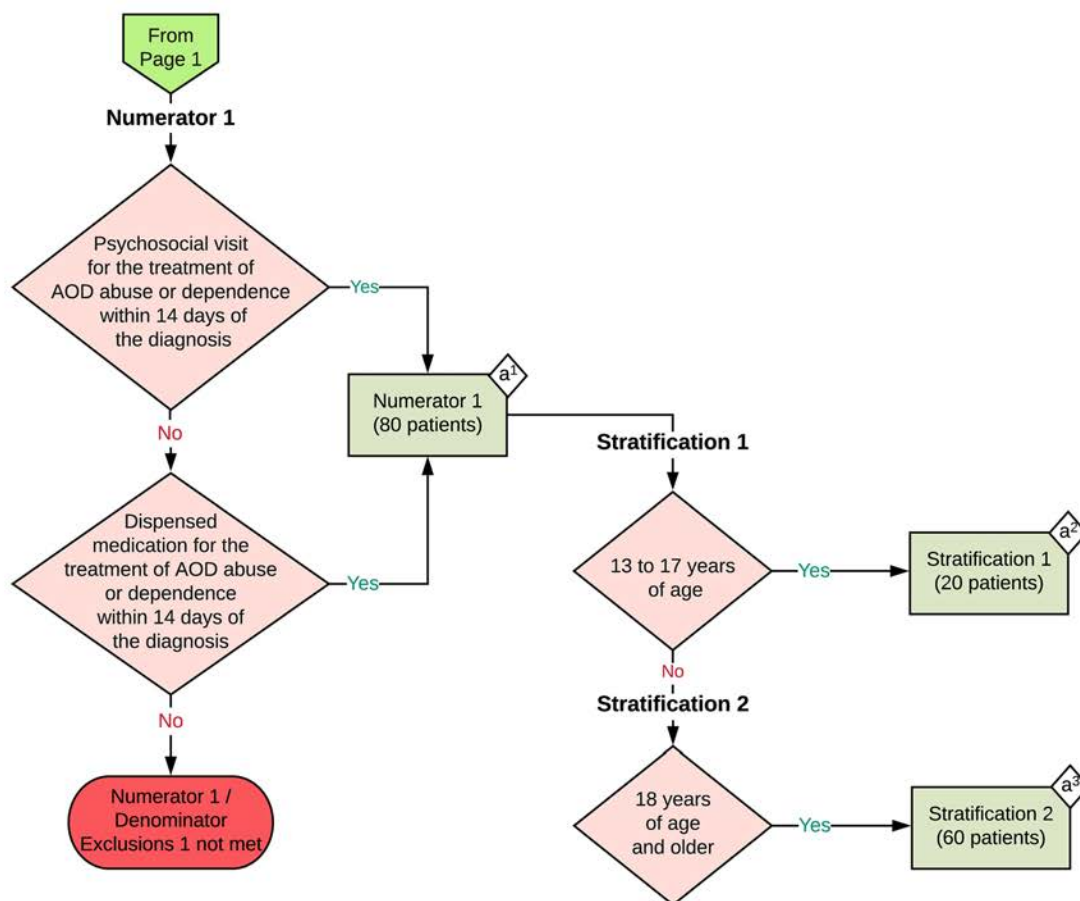 From
Page 1
Numerator 1
Psychosocial visit
for the treatment of
AOD abuse or dependence
within 14 days of
the diagnosis
Yes
No
Numerator 1
(80 patients)
a¹
Dispensed
medication for the
treatment of AOD abuse
or dependence
within 14 days of
the diagnosis
Yes
No
Numerator 1 /
Denominator
Exclusions 1 not met
Stratification 1
13 to 17 years
of age
Yes
Stratification 1
(20 patients)
a²
No
Stratification 2
18 years
of age
and older
Yes
Stratification 2
(60 patients)
a³